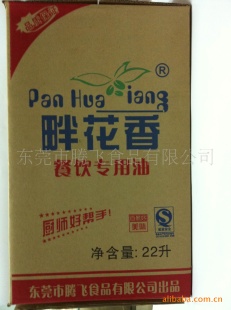 Pan Hua iang®
畔花香
东莞市腾飞食品有限公司
餐饮专用油
厨师好帮手!
美味
净含量: 22升
东莞市腾飞食品有限公司出品
alibaba.com.cn